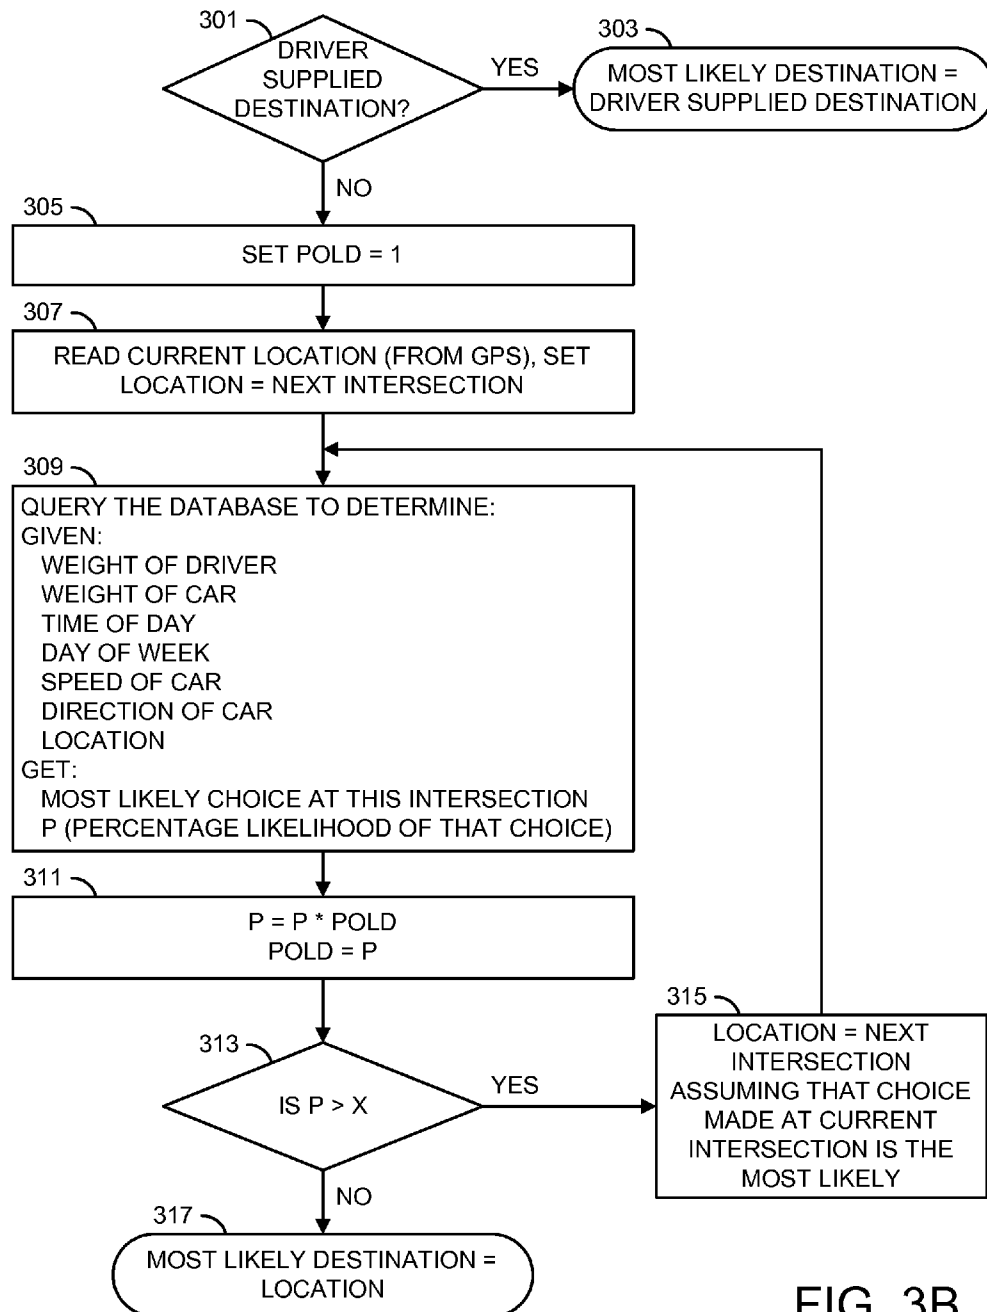 301
DRIVER
SUPPLIED
DESTINATION?
YES
303
MOST LIKELY DESTINATION =
DRIVER SUPPLIED DESTINATION
NO
305
SET POLD = 1
307
READ CURRENT LOCATION (FROM GPS), SET
LOCATION = NEXT INTERSECTION
309
QUERY THE DATABASE TO DETERMINE:
GIVEN:
WEIGHT OF DRIVER
WEIGHT OF CAR
TIME OF DAY
DAY OF WEEK
SPEED OF CAR
DIRECTION OF CAR
LOCATION
GET:
MOST LIKELY CHOICE AT THIS INTERSECTION
P (PERCENTAGE LIKELIHOOD OF THAT CHOICE)
311
P = P * POLD
POLD = P
313
IS P > X
YES
315
LOCATION = NEXT
INTERSECTION
ASSUMING THAT CHOICE
MADE AT CURRENT
INTERSECTION IS THE
MOST LIKELY
NO
317
MOST LIKELY DESTINATION =
LOCATION
FIG. 3B